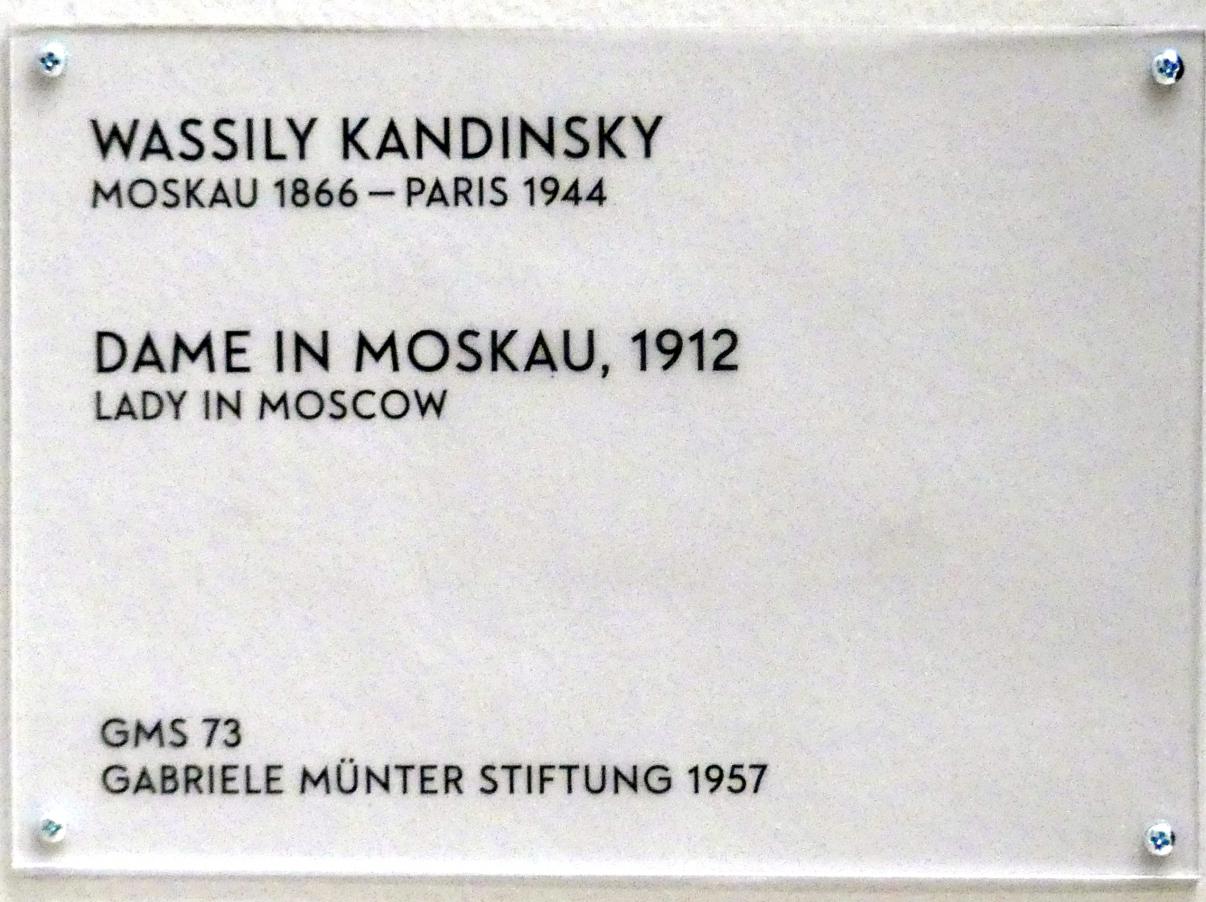 WASSILY KANDINSKY
MOSKAU 1866 – PARIS 1944
DAME IN MOSKAU, 1912
LADY IN MOSCOW
GMS 73
GABRIELE MÜNTER STIFTUNG 1957